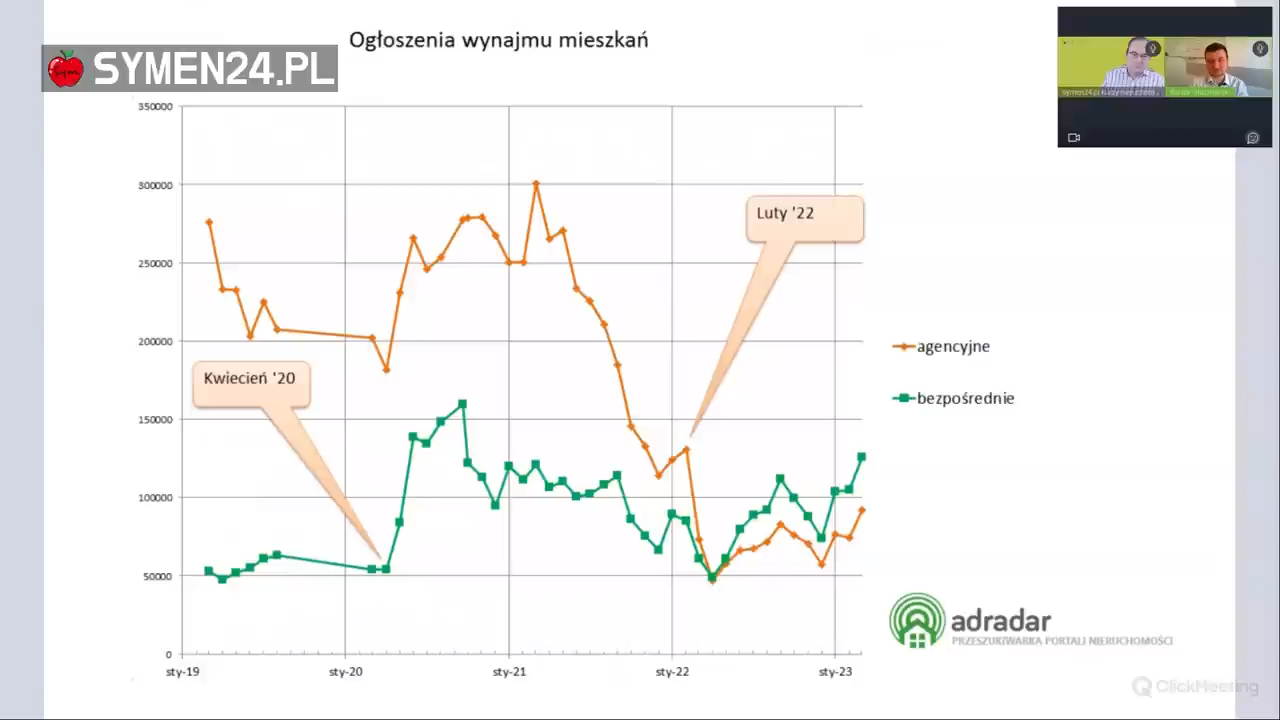 Ogłoszenia wynajmu mieszkań
SYMEN24.PL
350000
300000
250000
200000
150000
100000
50000
0
sty-19
sty-20
sty-21
sty-22
sty-23
Kwiecień '20
Luty '22
agencyjne
bezpośrednie
adradar
PRZESZUKIWARKA PORTALI NIERUCHOMOŚCI
ClickMeeting